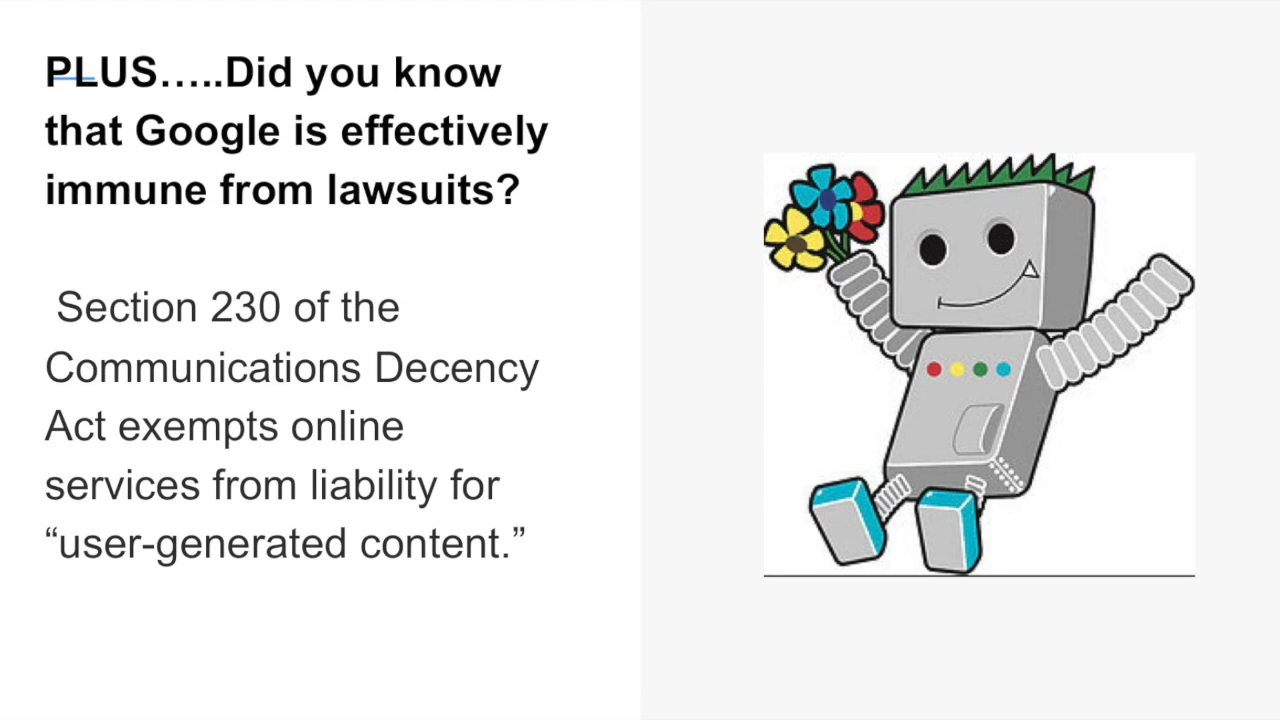 PLUS…..Did you know
that Google is effectively
immune from lawsuits?
Section 230 of the
Communications Decency
Act exempts online
services from liability for
“user-generated content.”